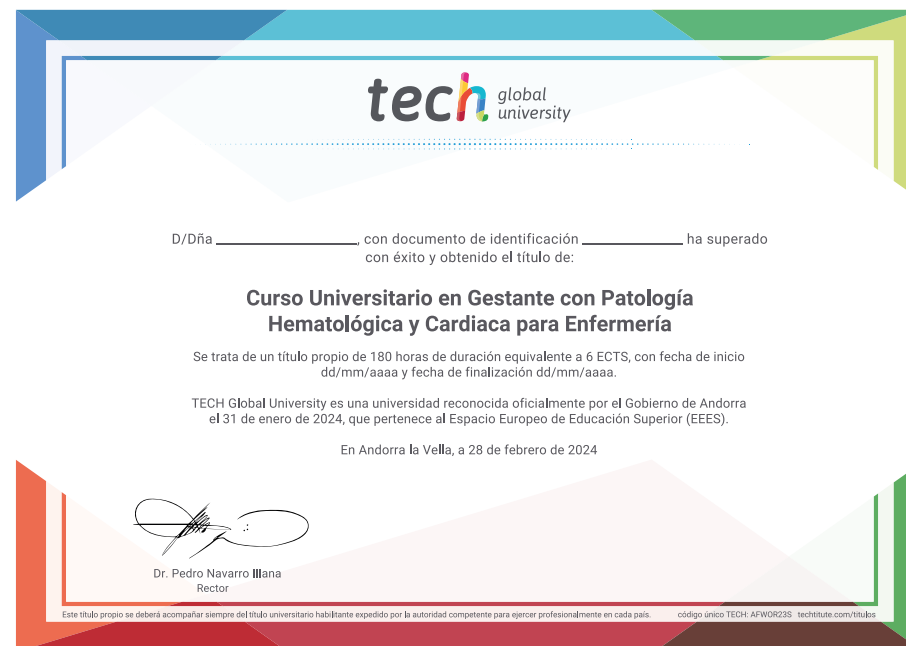 tech global university
D/Dña ____________________, con documento de identificación ______________ ha superado
con éxito y obtenido el título de:
Curso Universitario en Gestante con Patología
Hematológica y Cardiaca para Enfermería
Se trata de un título propio de 180 horas de duración equivalente a 6 ECTS, con fecha de inicio
dd/mm/aaaa y fecha de finalización dd/mm/aaaa.
TECH Global University es una universidad reconocida oficialmente por el Gobierno de Andorra
el 31 de enero de 2024, que pertenece al Espacio Europeo de Educación Superior (EEES).
En Andorra la Vella, a 28 de febrero de 2024
Dr. Pedro Navarro Illana
Rector
Este título propio se deberá acompañar siempre del título universitario habilitante expedido por la autoridad competente para ejercer profesionalmente en cada país. código único TECH: AFWOR23S techtitute.com/titulos